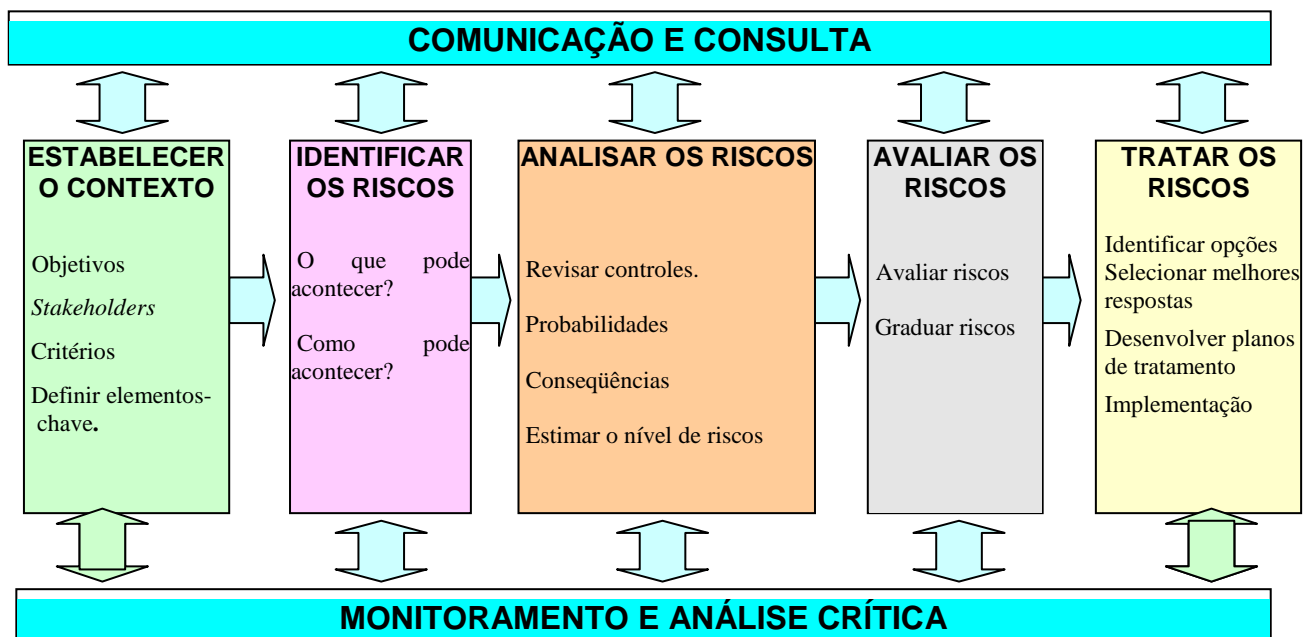 COMUNICAÇÃO E CONSULTA
ESTABELECER
O CONTEXTO
Objetivos
Stakeholders
Critérios
Definir elementos-
chave.
IDENTIFICAR
OS RISCOS
O que pode
acontecer?
Como pode
acontecer?
ANALISAR OS RISCOS
Revisar controles.
Probabilidades
Conseqüências
Estimar o nível de riscos
AVALIAR OS
RISCOS
Avaliar riscos
Graduar riscos
TRATAR OS
RISCOS
Identificar opções
Selecionar melhores
respostas
Desenvolver planos
de tratamento
Implementação
MONITORAMENTO E ANÁLISE CRÍTICA